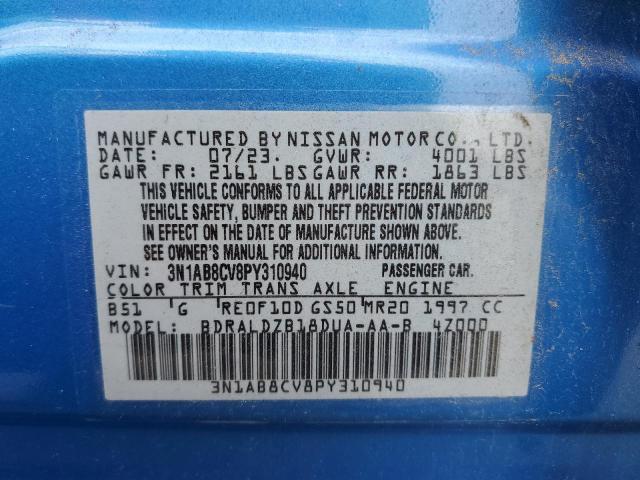 MANUFACTURED BY NISSAN MOTOR CO., LTD.
DATE: 07/23. GVWR: 4001 LBS
GAWR FR: 2161 LBS GAWR RR: 1863 LBS
THIS VEHICLE CONFORMS TO ALL APPLICABLE FEDERAL MOTOR
VEHICLE SAFETY, BUMPER AND THEFT PREVENTION STANDARDS
IN EFFECT ON THE DATE OF MANUFACTURE SHOWN ABOVE.
SEE OWNER'S MANUAL FOR ADDITIONAL INFORMATION.
VIN: 3N1AB8CV8PY310940 PASSENGER CAR.
COLOR TRIM TRANS AXLE ENGINE
B51 G RE0F10D GS50 MR20 1997 CC
MODEL: BDRALDZB18DUA-AA-B 4Z000
3N1AB8CV8PY310940